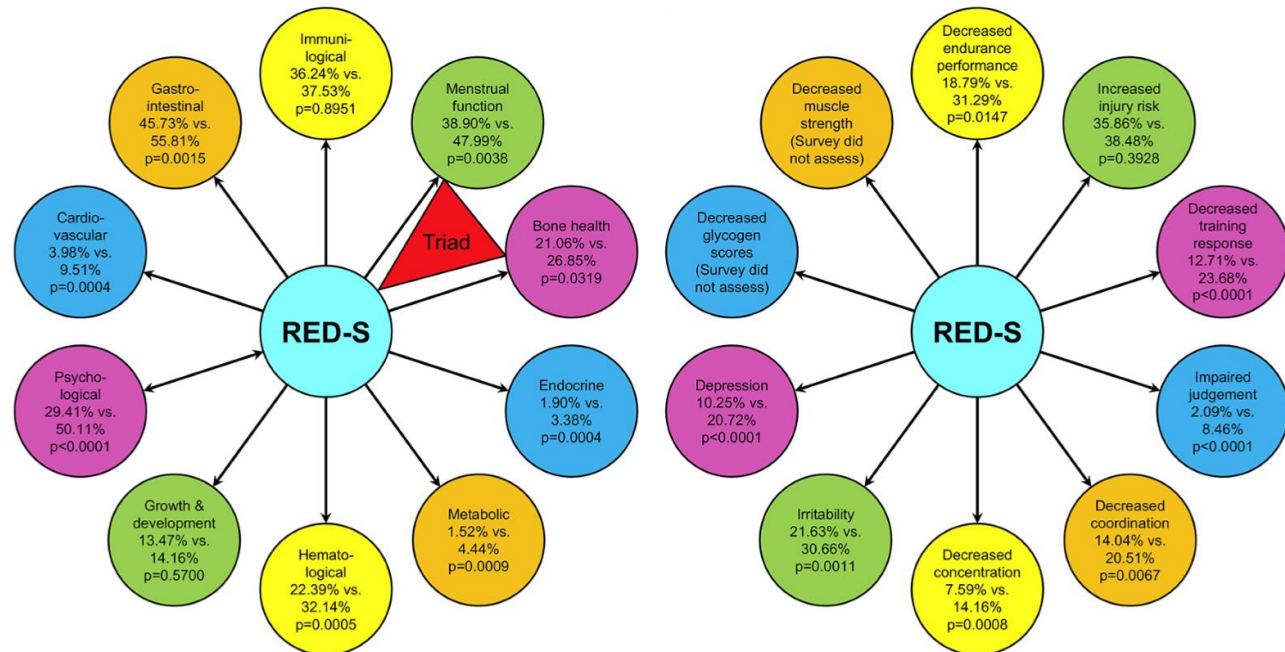 Immuni-
logical
36.24% vs.
37.53%
p=0.8951
Menstrual
function
38.90% vs.
47.99%
p=0.0038
Bone health
21.06% vs.
26.85%
p=0.0319
Endocrine
1.90% vs.
3.38%
p=0.0004
Metabolic
1.52% vs.
4.44%
p=0.0009
Hemato-
logical
22.39% vs.
32.14%
p=0.0005
Growth &
development
13.47% vs.
14.16%
p=0.5700
Psycho-
logical
29.41% vs.
50.11%
p<0.0001
Cardio-
vascular
3.98% vs.
9.51%
p=0.0004
Gastro-
intestinal
45.73% vs.
55.81%
p=0.0015
Triad
RED-S
Decreased
endurance
performance
18.79% vs.
31.29%
p=0.0147
Increased
injury risk
35.86% vs.
38.48%
p=0.3928
Decreased
training
response
12.71% vs.
23.68%
p<0.0001
Impaired
judgement
2.09% vs.
8.46%
p<0.0001
Decreased
coordination
14.04% vs.
20.51%
p=0.0067
Decreased
concentration
7.59% vs.
14.16%
p=0.0008
Irritability
21.63% vs.
30.66%
p=0.0011
Depression
10.25% vs.
20.72%
p<0.0001
Decreased
glycogen
scores
(Survey did
not assess)
Decreased
muscle
strength
(Survey did
not assess)
RED-S